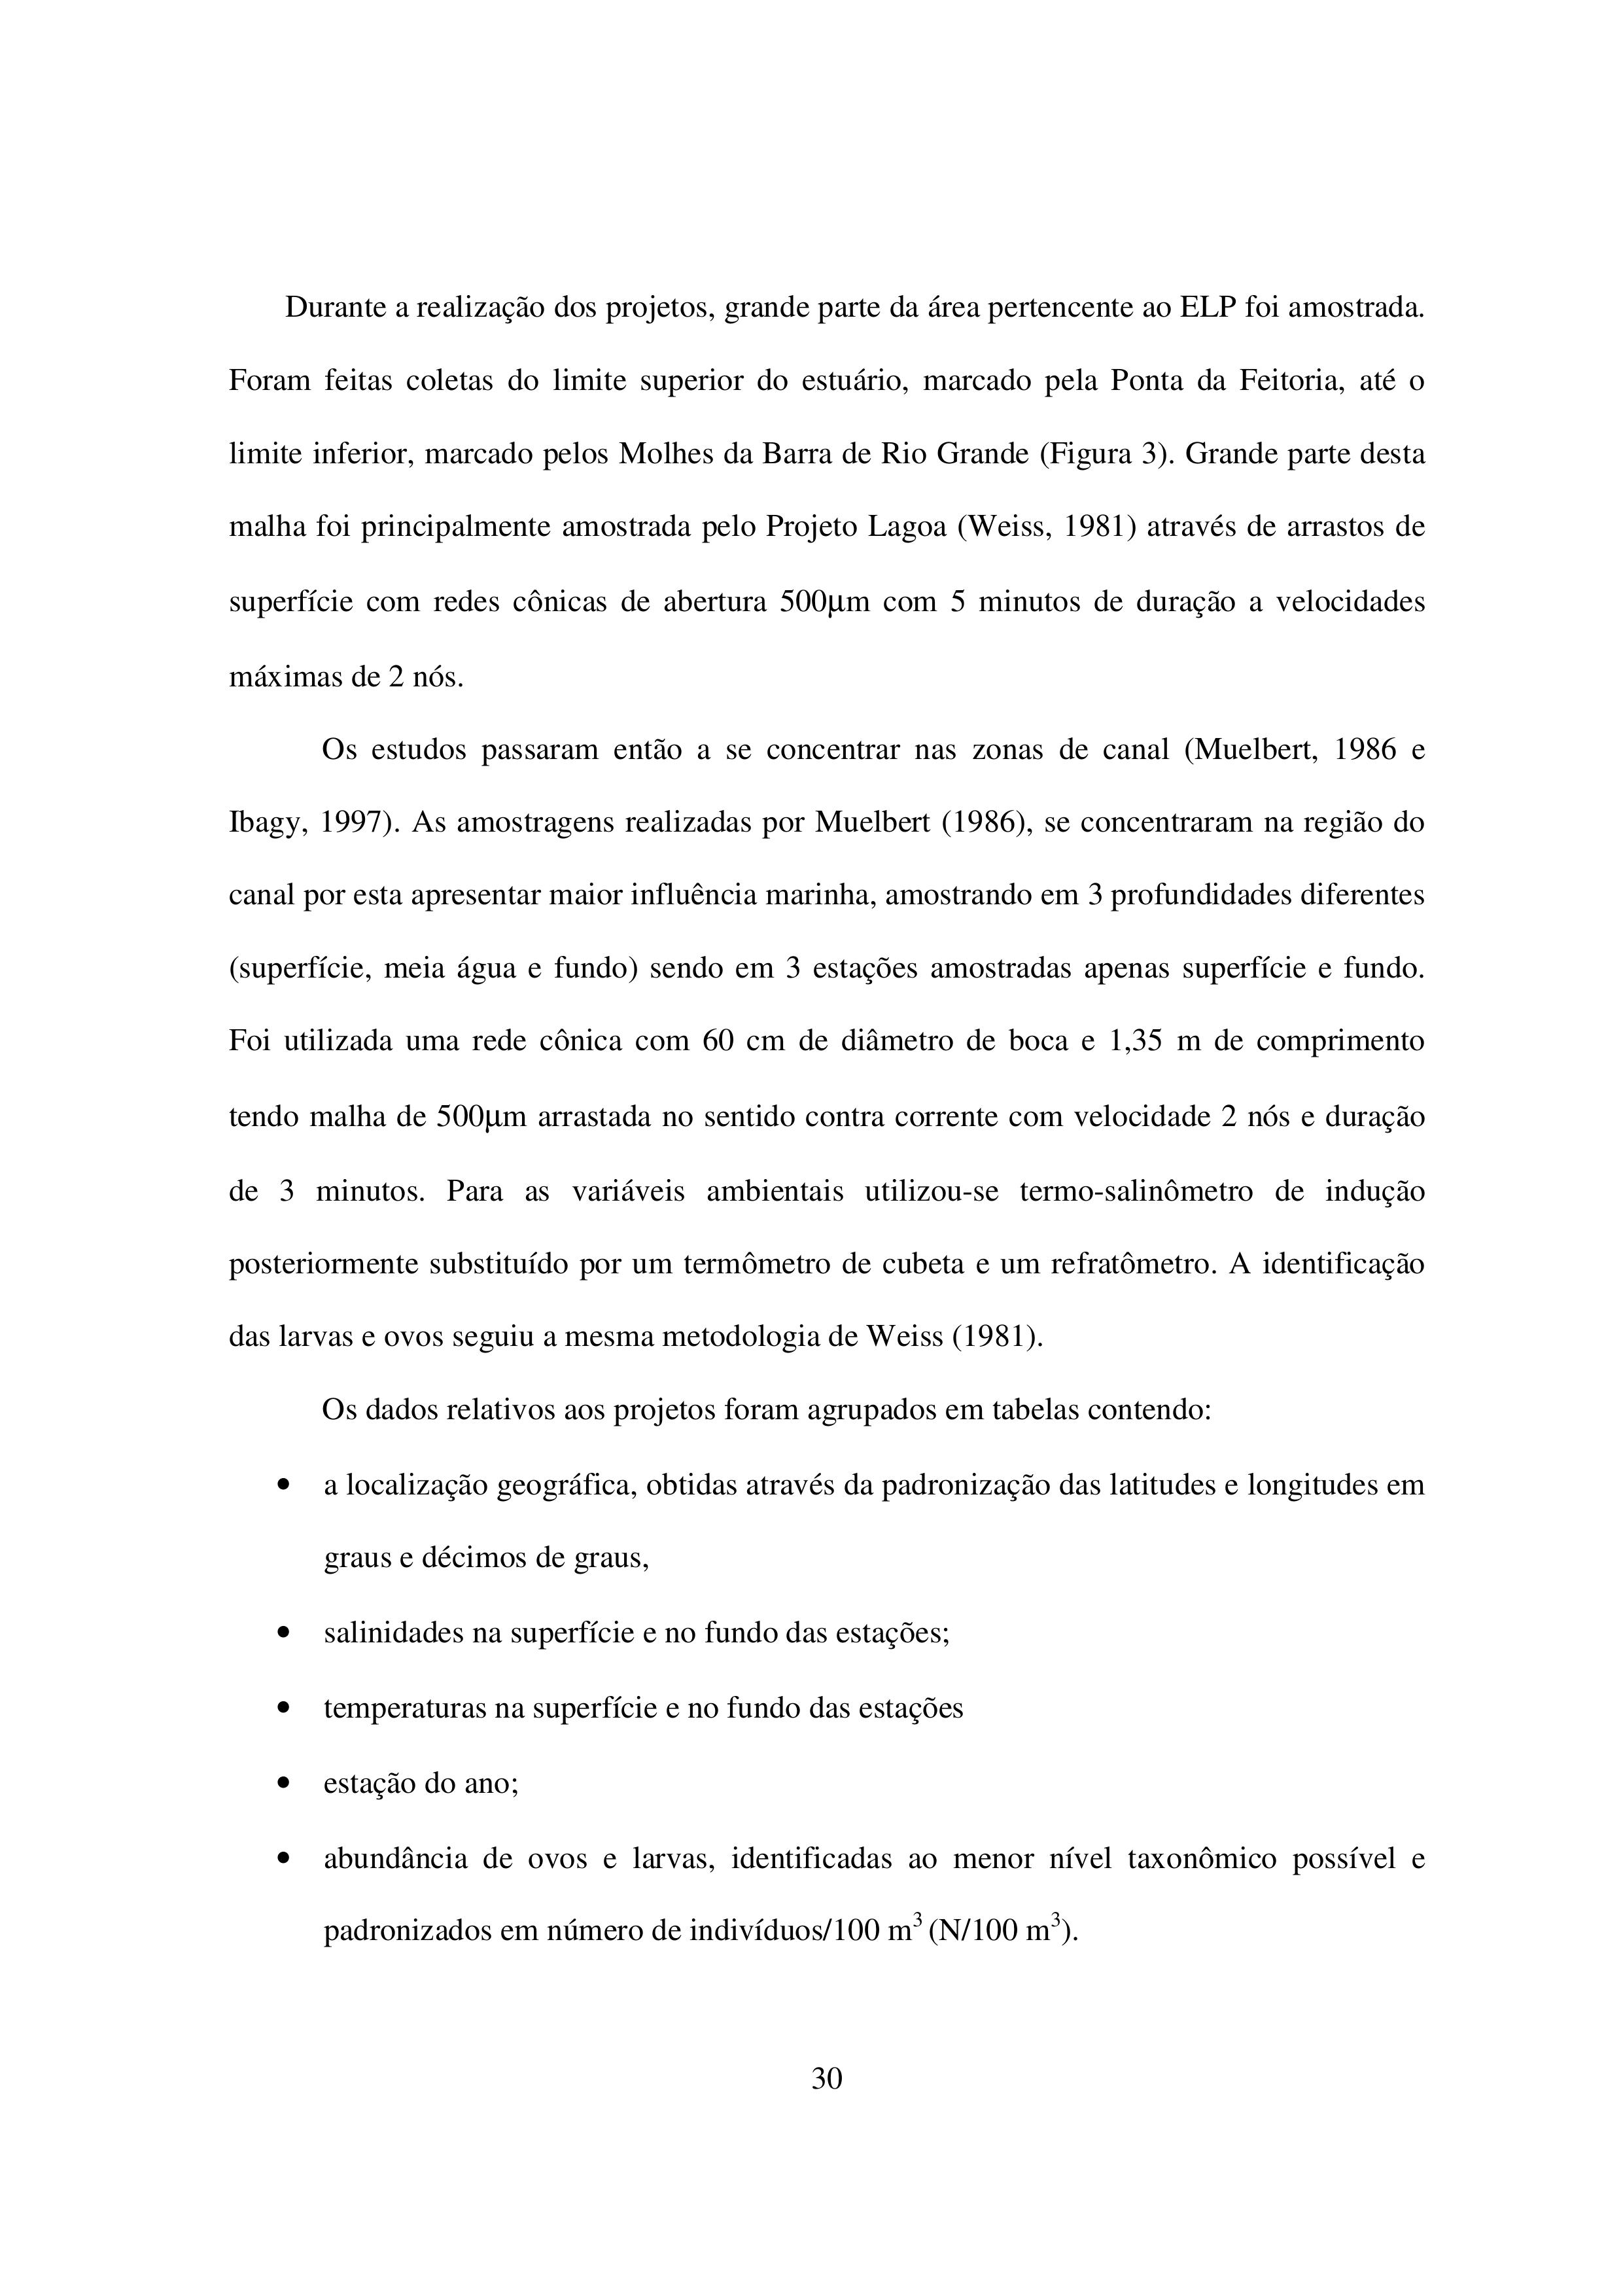 Durante a realização dos projetos, grande parte da área pertencente ao ELP foi amostrada.
Foram feitas coletas do limite superior do estuário, marcado pela Ponta da Feitoria, até o
limite inferior, marcado pelos Molhes da Barra de Rio Grande (Figura 3). Grande parte desta
malha foi principalmente amostrada pelo Projeto Lagoa (Weiss, 1981) através de arrastos de
superfície com redes cônicas de abertura 500µm com 5 minutos de duração a velocidades
máximas de 2 nós.
Os estudos passaram então a se concentrar nas zonas de canal (Muelbert, 1986 e
Ibagy, 1997). As amostragens realizadas por Muelbert (1986), se concentraram na região do
canal por esta apresentar maior influência marinha, amostrando em 3 profundidades diferentes
(superfície, meia água e fundo) sendo em 3 estações amostradas apenas superfície e fundo.
Foi utilizada uma rede cônica com 60 cm de diâmetro de boca e 1,35 m de comprimento
tendo malha de 500µm arrastada no sentido contra corrente com velocidade 2 nós e duração
de 3 minutos. Para as variáveis ambientais utilizou-se termo-salinômetro de indução
posteriormente substituído por um termômetro de cubeta e um refratômetro. A identificação
das larvas e ovos seguiu a mesma metodologia de Weiss (1981).
Os dados relativos aos projetos foram agrupados em tabelas contendo:
• a localização geográfica, obtidas através da padronização das latitudes e longitudes em
graus e décimos de graus,
• salinidades na superfície e no fundo das estações;
• temperaturas na superfície e no fundo das estações
• estação do ano;
• abundância de ovos e larvas, identificadas ao menor nível taxonômico possível e
padronizados em número de indivíduos/100 m³ (N/100 m³).
30